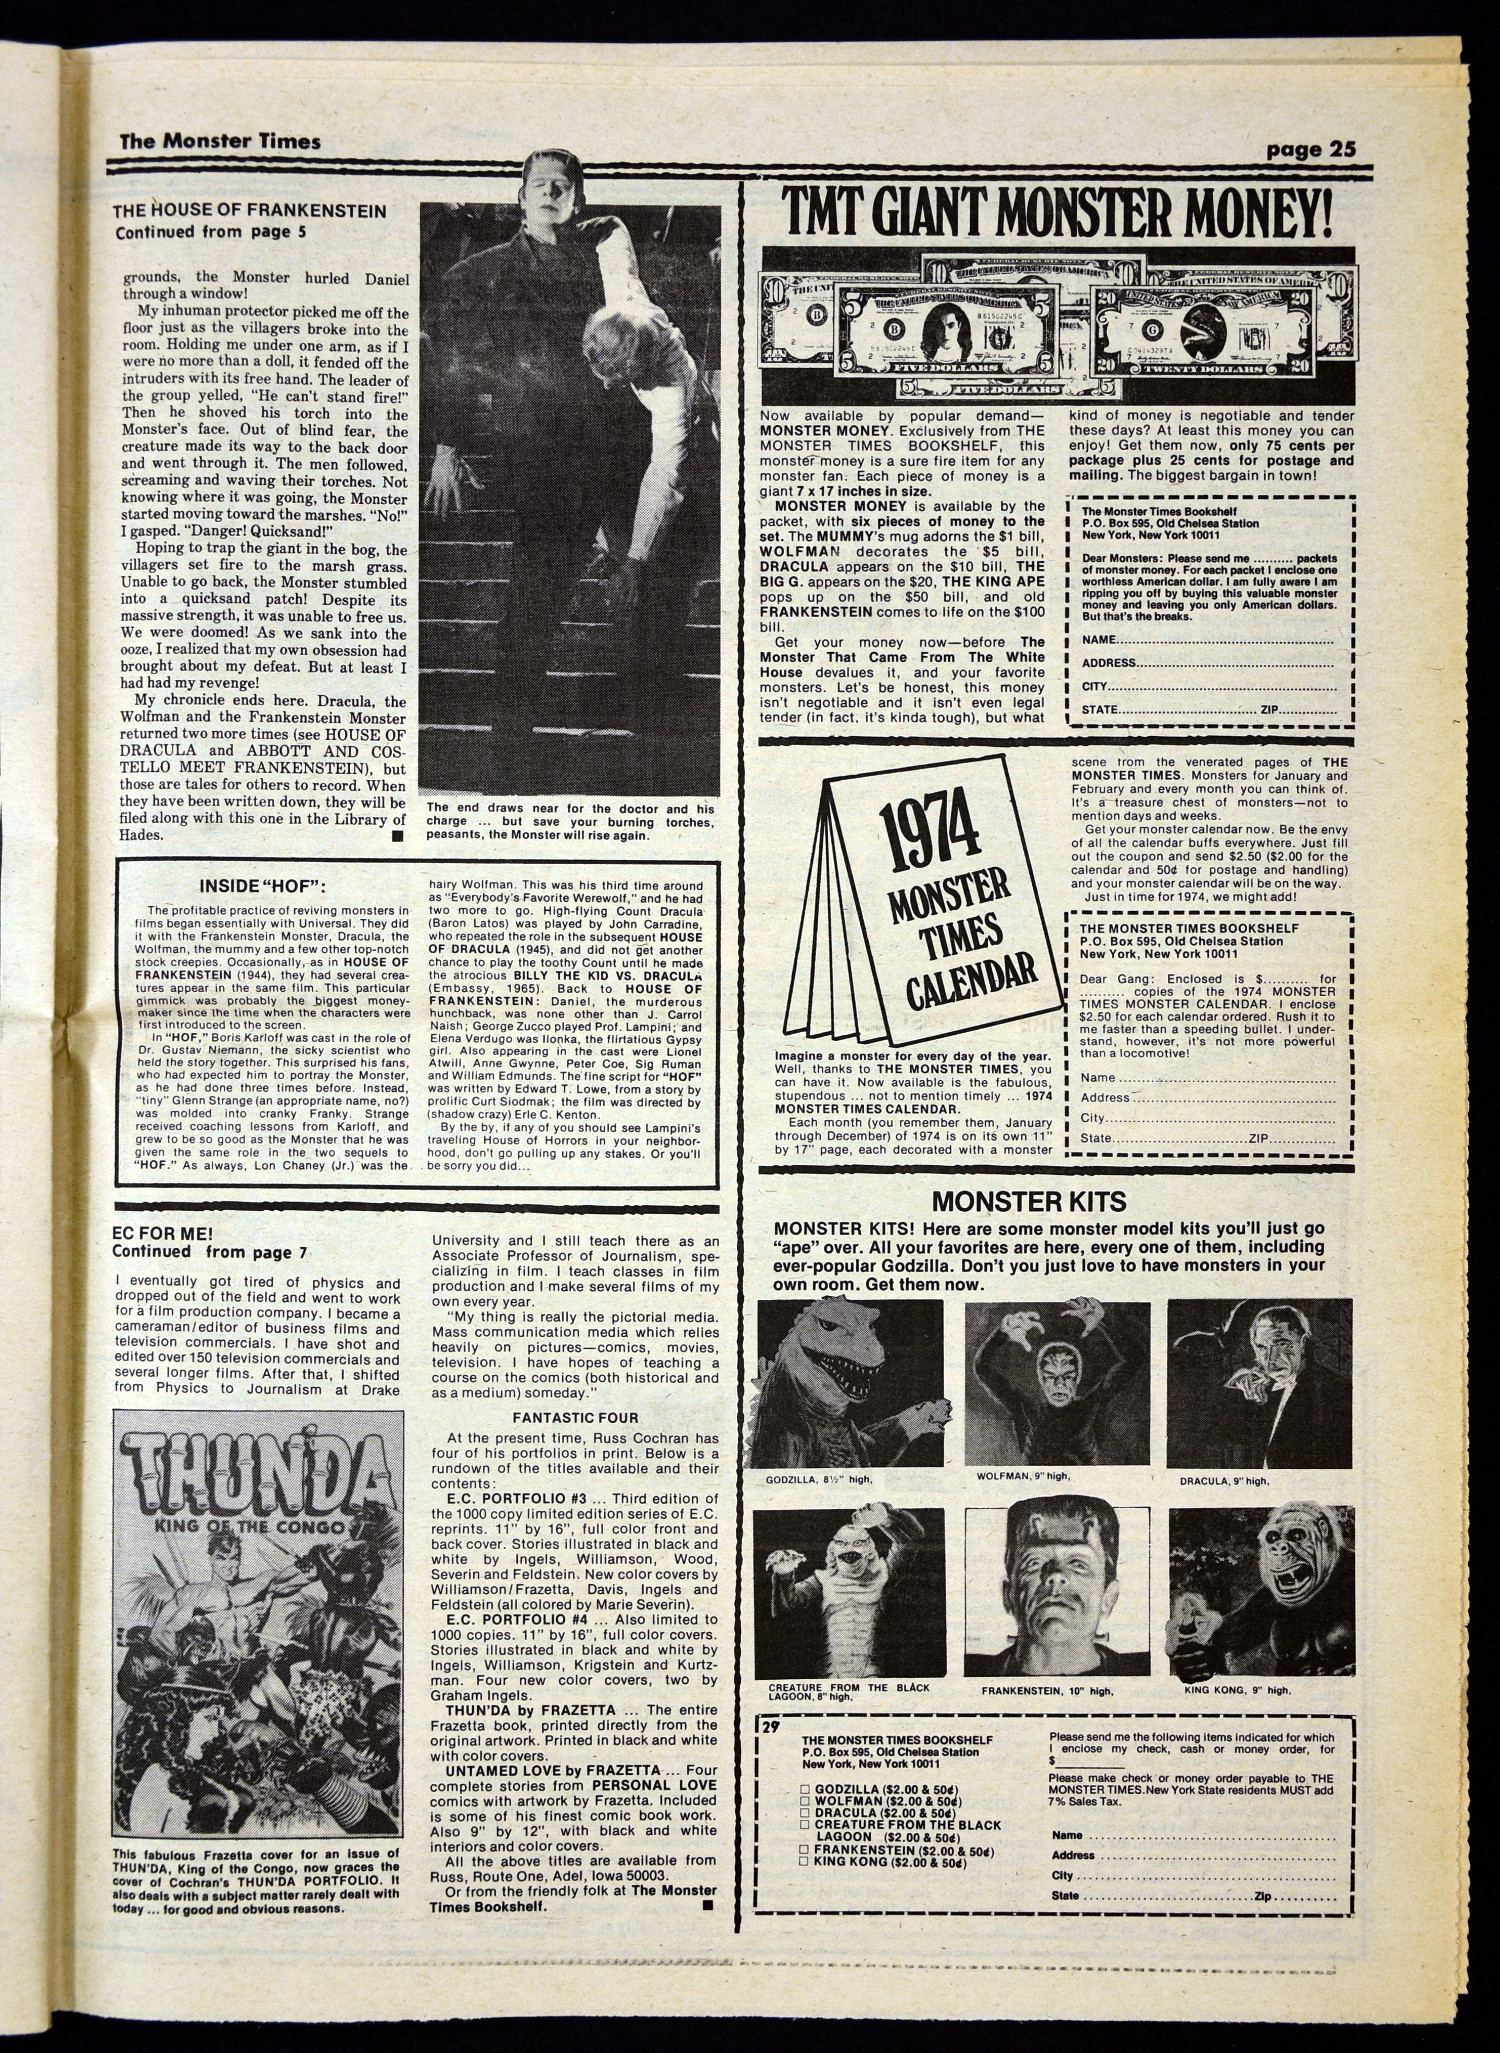 The Monster Times
page 25
THE HOUSE OF FRANKENSTEIN
Continued from page 5
grounds, the Monster hurled Daniel
through a window!
My inhuman protector picked me off the
floor just as the villagers broke into the
room. Holding me under one arm, as if I
were no more than a doll, it fended off the
intruders with its free hand. The leader of
the group yelled, "He can't stand fire!"
Then he shoved his torch into the
Monster's face. Out of blind fear, the
creature made its way to the back door
and went through it. The men followed,
screaming and waving their torches. Not
knowing where it was going, the Monster
started moving toward the marshes. "No!"
I gasped. "Danger! Quicksand!"
Hoping to trap the giant in the bog, the
villagers set fire to the marsh grass.
Unable to go back, the Monster stumbled
into a quicksand patch! Despite its
massive strength, it was unable to free us.
We were doomed! As we sank into the
ooze, I realized that my own obsession had
brought about my defeat. But at least I
had had my revenge!
My chronicle ends here. Dracula, the
Wolfman and the Frankenstein Monster
returned two more times (see HOUSE OF
DRACULA and ABBOTT AND COS-
TELLO MEET FRANKENSTEIN), but
those are tales for others to record. When
they have been written down, they will be
filed along with this one in the Library of
Hades.
The end draws near for the doctor and his
charge ... but save your burning torches,
peasants, the Monster will rise again.
INSIDE "HOF":
The profitable practice of reviving monsters in
films began essentially with Universal. They did
it with the Frankenstein Monster, Dracula, the
Wolfman, the mummy and a few other top-notch
stock creepies. Occasionally, as in HOUSE OF
FRANKENSTEIN (1944), they had several crea-
tures appear in the same film. This particular
gimmick was probably the biggest money-
maker since the time when the characters were
first introduced to the screen.
In "HOF," Boris Karloff was cast in the role of
Dr. Gustav Niemann, the sicky scientist who
held the story together. This surprised his fans,
who had expected him to portray the Monster,
as he had done three times before. Instead,
"tiny" Glenn Strange (an appropriate name, no?)
was molded into cranky Franky. Strange
received coaching lessons from Karloff, and
grew to be so good as the Monster that he was
given the same role in the two sequels to
"HOF." As always, Lon Chaney (Jr.) was the
hairy Wolfman. This was his third time around
as "Everybody's Favorite Werewolf," and he had
two more to go. High-flying Count Dracula
(Baron Latos) was played by John Carradine,
who repeated the role in the subsequent HOUSE
OF DRACULA (1945), and did not get another
chance to play the toothy Count until he made
the atrocious BILLY THE KID VS. DRACULA
(Embassy, 1965). Back to HOUSE OF
FRANKENSTEIN: Daniel, the murderous
hunchback, was none other than J. Carrol
Naish; George Zucco played Prof. Lampini; and
Elena Verdugo was Ilonka, the flirtatious Gypsy
girl. Also appearing in the cast were Lionel
Atwill, Anne Gwynne, Peter Coe, Sig Ruman
and William Edmunds. The fine script for "HOF"
was written by Edward T. Lowe, from a story by
prolific Curt Siodmak; the film was directed by
(shadow crazy) Erle C. Kenton.
By the by, if any of you should see Lampini's
traveling House of Horrors in your neighbor-
hood, don't go pulling up any stakes. Or you'll
be sorry you did...
EC FOR ME!
Continued from page 7
I eventually got tired of physics and
dropped out of the field and went to work
for a film production company. I became a
cameraman/editor of business films and
television commercials. I have shot and
edited over 150 television commercials and
several longer films. After that, I shifted
from Physics to Journalism at Drake
THUN'DA
KING OF THE CONGO
This fabulous Frazetta cover for an issue of
THUN'DA, King of the Congo, now graces the
cover of Cochran's THUN'DA PORTFOLIO. It
also deals with a subject matter rarely dealt with
today ... for good and obvious reasons.
University and I still teach there as an
Associate Professor of Journalism, spe-
cializing in film. I teach classes in film
production and I make several films of my
own every year.
"My thing is really the pictorial media.
Mass communication media which relies
heavily on pictures—comics, movies,
television. I have hopes of teaching a
course on the comics (both historical and
as a medium) someday."
FANTASTIC FOUR
At the present time, Russ Cochran has
four of his portfolios in print. Below is a
rundown of the titles available and their
contents:
E.C. PORTFOLIO #3 ... Third edition of
the 1000 copy limited edition series of E.C.
reprints. 11" by 16", full color front and
back cover. Stories illustrated in black and
white by Ingels, Williamson, Wood,
Severin and Feldstein. New color covers by
Williamson/Frazetta, Davis, Ingels and
Feldstein (all colored by Marie Severin).
E.C. PORTFOLIO #4 ... Also limited to
1000 copies. 11" by 16", full color covers.
Stories illustrated in black and white by
Ingels, Williamson, Krigstein and Kurtz-
man. Four new color covers, two by
Graham Ingels.
THUN'DA by FRAZETTA ... The entire
Frazetta book, printed directly from the
original artwork. Printed in black and white
with color covers.
UNTAMED LOVE by FRAZETTA ... Four
complete stories from PERSONAL LOVE
comics with artwork by Frazetta. Included
is some of his finest comic book work.
Also 9" by 12", with black and white
interiors and color covers.
All the above titles are available from
Russ, Route One, Adel, Iowa 50003.
Or from the friendly folk at The Monster
Times Bookshelf.
TMT GIANT MONSTER MONEY!
THE UNITED STATES OF AMERICA
FIVE DOLLARS
TWENTY DOLLARS
Now available by popular demand—
MONSTER MONEY. Exclusively from THE
MONSTER TIMES BOOKSHELF, this
monster money is a sure fire item for any
monster fan. Each piece of money is a
giant 7 x 17 inches in size.
MONSTER MONEY is available by the
packet, with six pieces of money to the
set. The MUMMY's mug adorns the $1 bill,
WOLFMAN decorates the $5 bill,
DRACULA appears on the $10 bill, THE
BIG G. appears on the $20, THE KING APE
pops up on the $50 bill, and old
FRANKENSTEIN comes to life on the $100
bill.
Get your money now—before The
Monster That Came From The White
House devalues it, and your favorite
monsters. Let's be honest, this money
isn't negotiable and it isn't even legal
tender (in fact, it's kinda tough), but what
kind of money is negotiable and tender
these days? At least this money you can
enjoy! Get them now, only 75 cents per
package plus 25 cents for postage and
mailing. The biggest bargain in town!
The Monster Times Bookshelf
P.O. Box 595, Old Chelsea Station
New York, New York 10011
Dear Monsters: Please send me .......... packets
of monster money. For each packet I enclose one
worthless American dollar. I am fully aware I am
ripping you off by buying this valuable monster
money and leaving you only American dollars.
But that's the breaks.
NAME
ADDRESS
CITY
STATE ZIP
1974
MONSTER
TIMES
CALENDAR
Imagine a monster for every day of the year.
Well, thanks to THE MONSTER TIMES, you
can have it. Now available is the fabulous,
stupendous ... not to mention timely ... 1974
MONSTER TIMES CALENDAR.
Each month (you remember them, January
through December) of 1974 is on its own 11"
by 17" page, each decorated with a monster
scene from the venerated pages of THE
MONSTER TIMES. Monsters for January and
February and every month you can think of.
It's a treasure chest of monsters—not to
mention days and weeks.
Get your monster calendar now. Be the envy
of all the calendar buffs everywhere. Just fill
out the coupon and send $2.50 ($2.00 for the
calendar and 50¢ for postage and handling)
and your monster calendar will be on the way.
Just in time for 1974, we might add!
THE MONSTER TIMES BOOKSHELF
P.O. Box 595, Old Chelsea Station
New York, New York 10011
Dear Gang: Enclosed is $.......... for
.......... copies of the 1974 MONSTER
TIMES MONSTER CALENDAR. I enclose
$2.50 for each calendar ordered. Rush it to
me faster than a speeding bullet. I under-
stand, however, it's not more powerful
than a locomotive!
Name
Address
City
State ZIP
MONSTER KITS
MONSTER KITS! Here are some monster model kits you'll just go
"ape" over. All your favorites are here, every one of them, including
ever-popular Godzilla. Don't you just love to have monsters in your
own room. Get them now.
GODZILLA, 8½" high,
WOLFMAN, 9" high,
DRACULA, 9" high,
CREATURE FROM THE BLACK
LAGOON, 8" high,
FRANKENSTEIN, 10" high,
KING KONG, 9" high,
29
THE MONSTER TIMES BOOKSHELF
P.O. Box 595, Old Chelsea Station
New York, New York 10011
☐ GODZILLA ($2.00 & 50¢)
☐ WOLFMAN ($2.00 & 50¢)
☐ DRACULA ($2.00 & 50¢)
☐ CREATURE FROM THE BLACK
LAGOON ($2.00 & 50¢)
☐ FRANKENSTEIN ($2.00 & 50¢)
☐ KING KONG ($2.00 & 50¢)
Please send me the following items indicated for which
I enclose my check, cash or money order, for
$
Please make check or money order payable to THE
MONSTER TIMES. New York State residents MUST add
7% Sales Tax.
Name
Address
City
State Zip